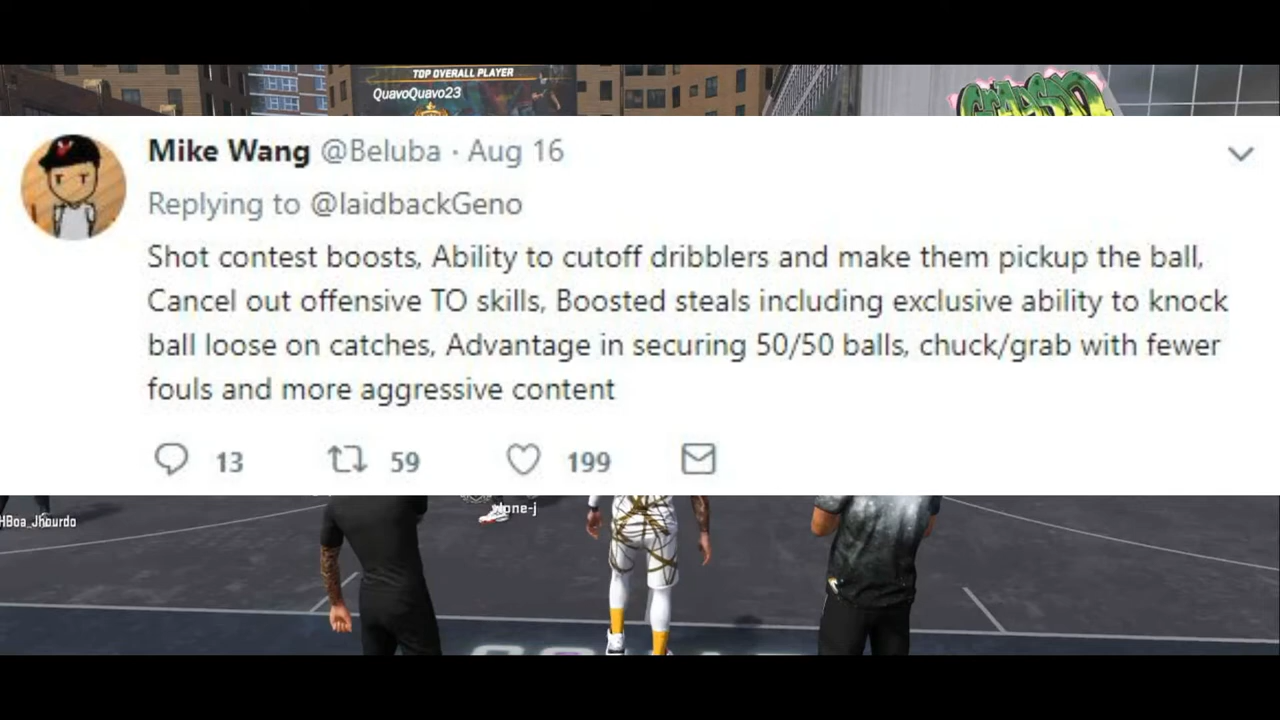 TOP OVERALL PLAYER
QuavoQuavo23
Mike Wang @Beluba · Aug 16
Replying to @laidbackGeno
Shot contest boosts, Ability to cutoff dribblers and make them pickup the ball,
Cancel out offensive TO skills, Boosted steals including exclusive ability to knock
ball loose on catches, Advantage in securing 50/50 balls, chuck/grab with fewer
fouls and more aggressive content
13 59 199
slone-j
HBoa_Jhourdo